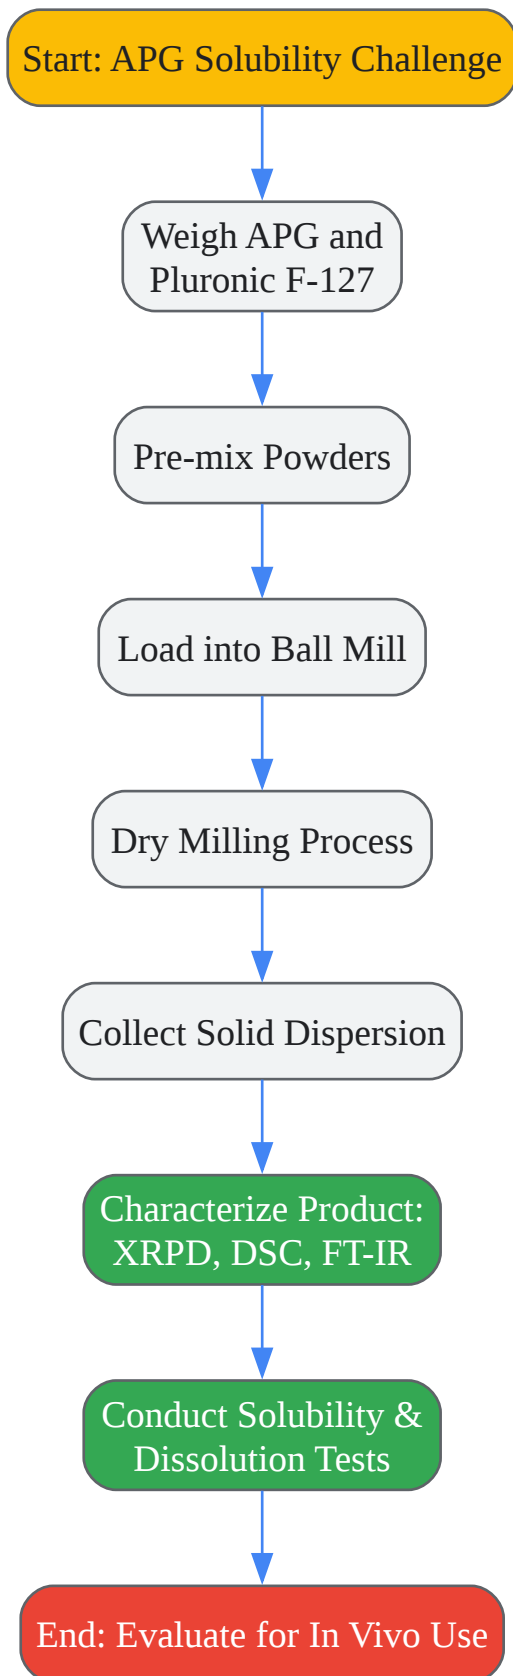 Start: APG Solubility Challenge
Weigh APG and
Pluronic F-127
Pre-mix Powders
Load into Ball Mill
Dry Milling Process
Collect Solid Dispersion
Characterize Product:
XRPD, DSC, FT-IR
Conduct Solubility &
Dissolution Tests
End: Evaluate for In Vivo Use